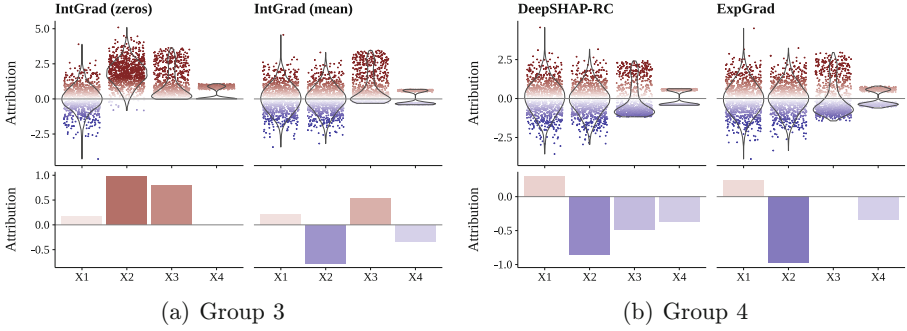 IntGrad (zeros) IntGrad (mean) DeepSHAP-RC ExpGrad
Attribution
5.0
2.5
0.0
-2.5
Attribution
2.5
0.0
-2.5
Attribution
1.0
0.5
0.0
-0.5
X1 X2 X3 X4 X1 X2 X3 X4
Attribution
0.0
-0.5
-1.0
X1 X2 X3 X4 X1 X2 X3 X4
(a) Group 3 (b) Group 4